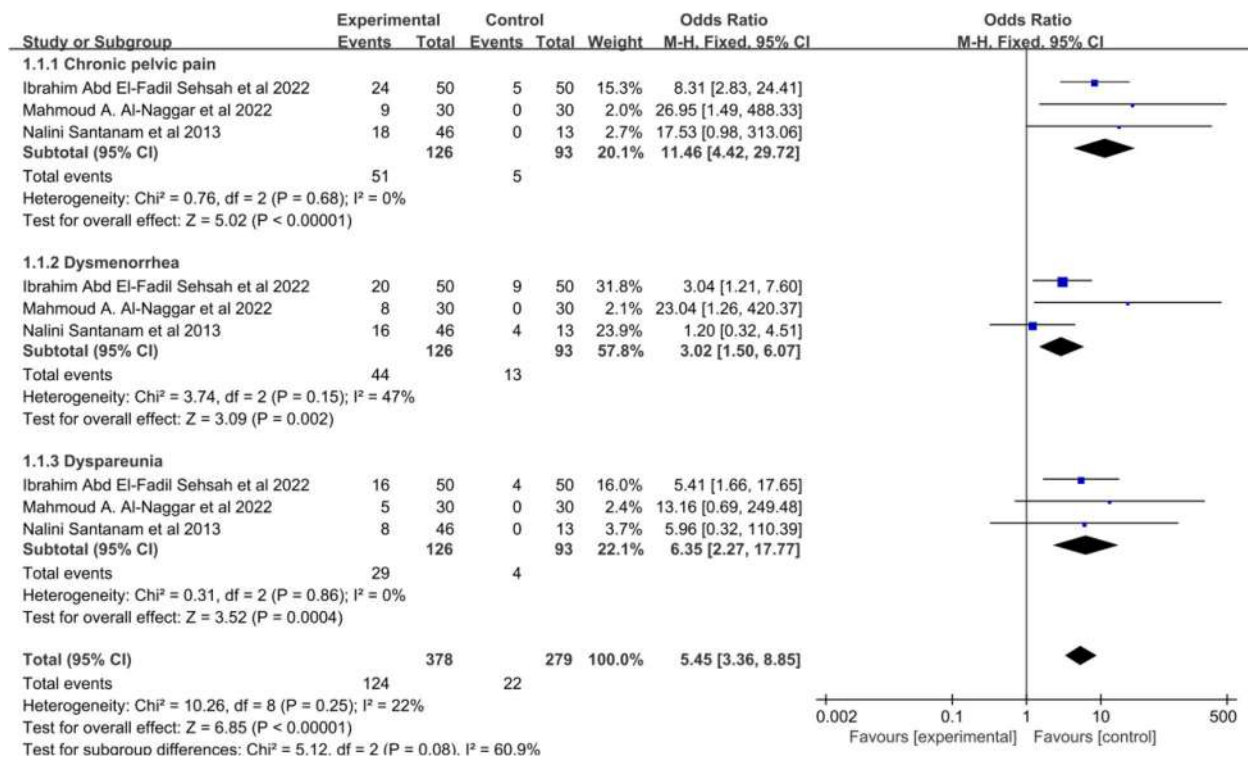 Experimental Control Odds Ratio Odds Ratio
Study or Subgroup Events Total Events Total Weight M-H, Fixed, 95% CI M-H, Fixed, 95% CI
1.1.1 Chronic pelvic pain
Ibrahim Abd El-Fadil Sehsah et al 2022 24 50 5 50 15.3% 8.31 [2.83, 24.41]
Mahmoud A. Al-Naggar et al 2022 9 30 0 30 2.0% 26.95 [1.49, 488.33]
Nalini Santanam et al 2013 18 46 0 13 2.7% 17.53 [0.98, 313.06]
Subtotal (95% CI) 126 93 20.1% 11.46 [4.42, 29.72]
Total events 51 5
Heterogeneity: Chi² = 0.76, df = 2 (P = 0.68); I² = 0%
Test for overall effect: Z = 5.02 (P < 0.00001)
1.1.2 Dysmenorrhea
Ibrahim Abd El-Fadil Sehsah et al 2022 20 50 9 50 31.8% 3.04 [1.21, 7.60]
Mahmoud A. Al-Naggar et al 2022 8 30 0 30 2.1% 23.04 [1.26, 420.37]
Nalini Santanam et al 2013 16 46 4 13 23.9% 1.20 [0.32, 4.51]
Subtotal (95% CI) 126 93 57.8% 3.02 [1.50, 6.07]
Total events 44 13
Heterogeneity: Chi² = 3.74, df = 2 (P = 0.15); I² = 47%
Test for overall effect: Z = 3.09 (P = 0.002)
1.1.3 Dyspareunia
Ibrahim Abd El-Fadil Sehsah et al 2022 16 50 4 50 16.0% 5.41 [1.66, 17.65]
Mahmoud A. Al-Naggar et al 2022 5 30 0 30 2.4% 13.16 [0.69, 249.48]
Nalini Santanam et al 2013 8 46 0 13 3.7% 5.96 [0.32, 110.39]
Subtotal (95% CI) 126 93 22.1% 6.35 [2.27, 17.77]
Total events 29 4
Heterogeneity: Chi² = 0.31, df = 2 (P = 0.86); I² = 0%
Test for overall effect: Z = 3.52 (P = 0.0004)
Total (95% CI) 378 279 100.0% 5.45 [3.36, 8.85]
Total events 124 22
Heterogeneity: Chi² = 10.26, df = 8 (P = 0.25); I² = 22%
Test for overall effect: Z = 6.85 (P < 0.00001)
Test for subgroup differences: Chi² = 5.12, df = 2 (P = 0.08), I² = 60.9%
0.002 0.1 1 10 500
Favours [experimental] Favours [control]